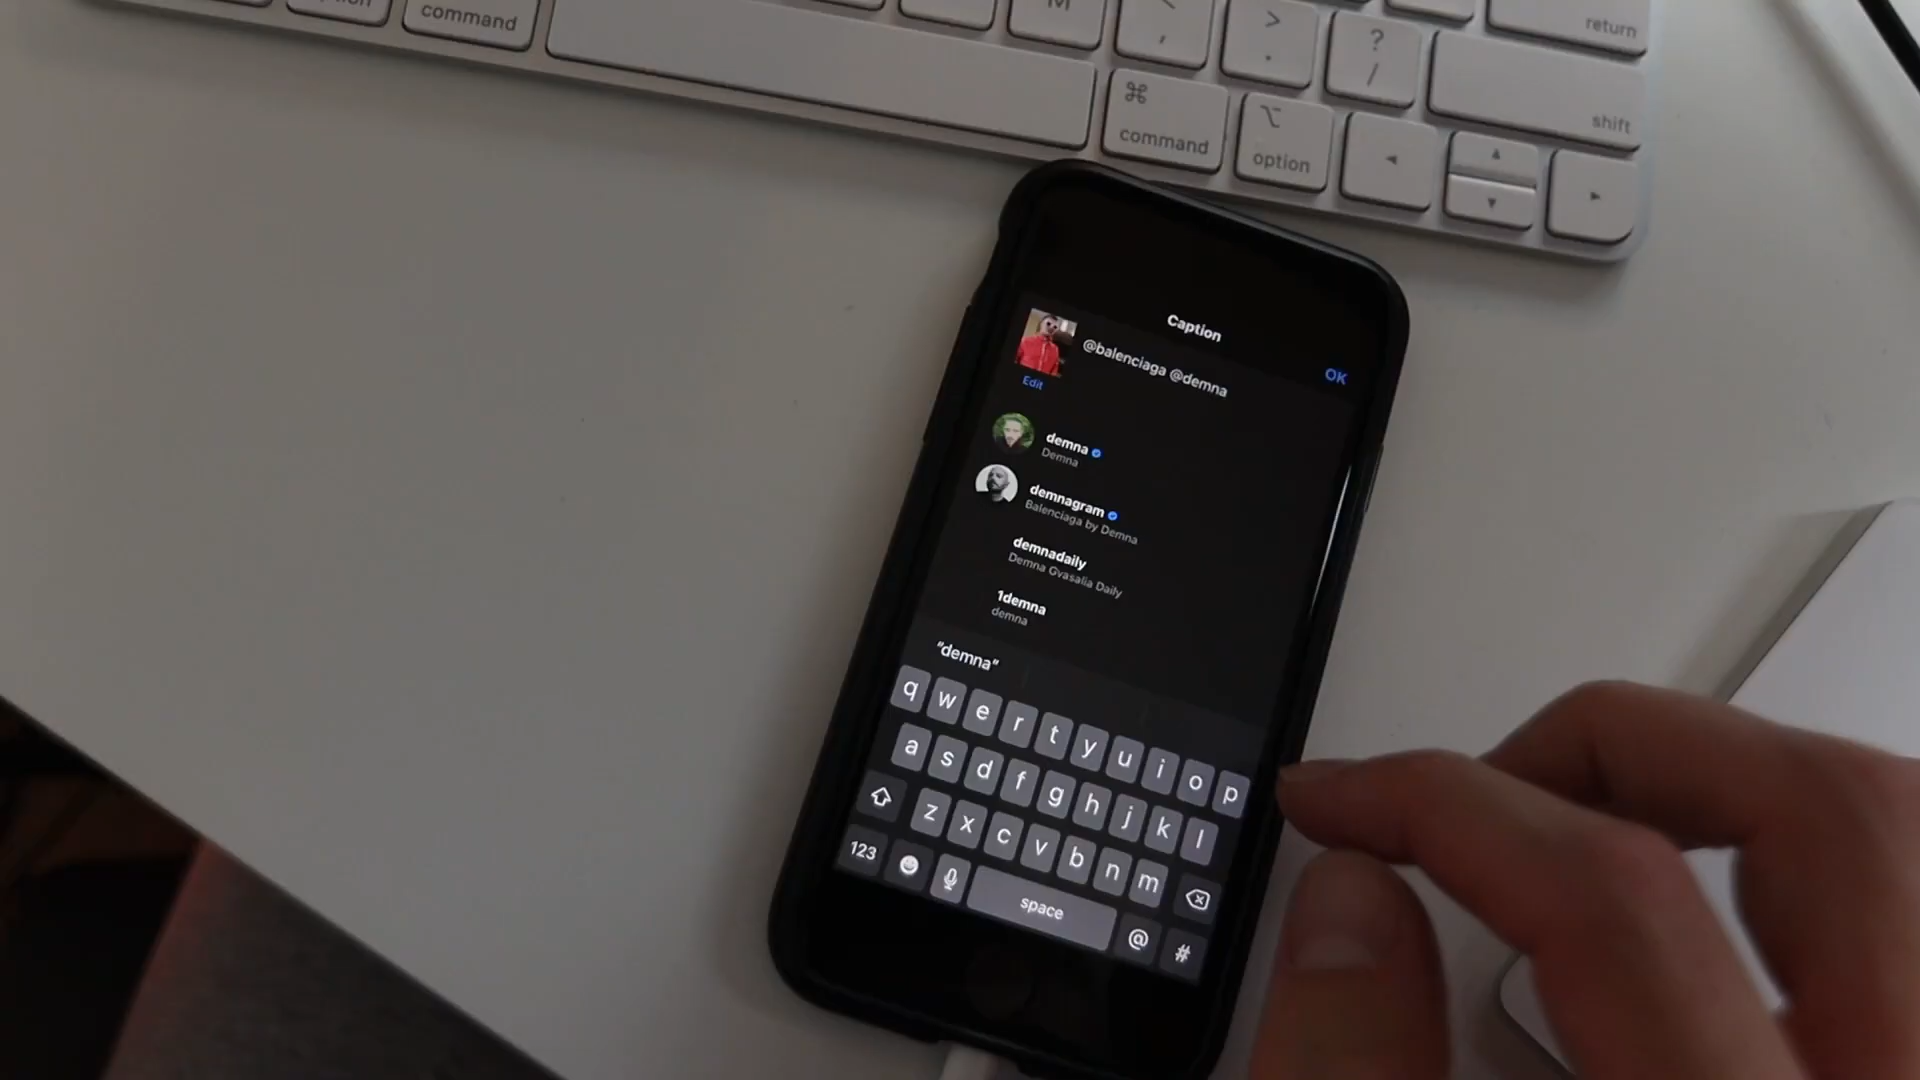 command
M
<
,
>
.
?
/
return
⌘
command
⌥
option
◂
▴
▾
▸
shift
Caption
@balenciaga @demna
OK
Edit
demna
Demna
demnagram
Balenciaga by Demna
demnadaily
Demna Gvasalia Daily
1demna
demna
"demna"
q w e r t y u i o p
a s d f g h j k l
z x c v b n m
123
space
@ #